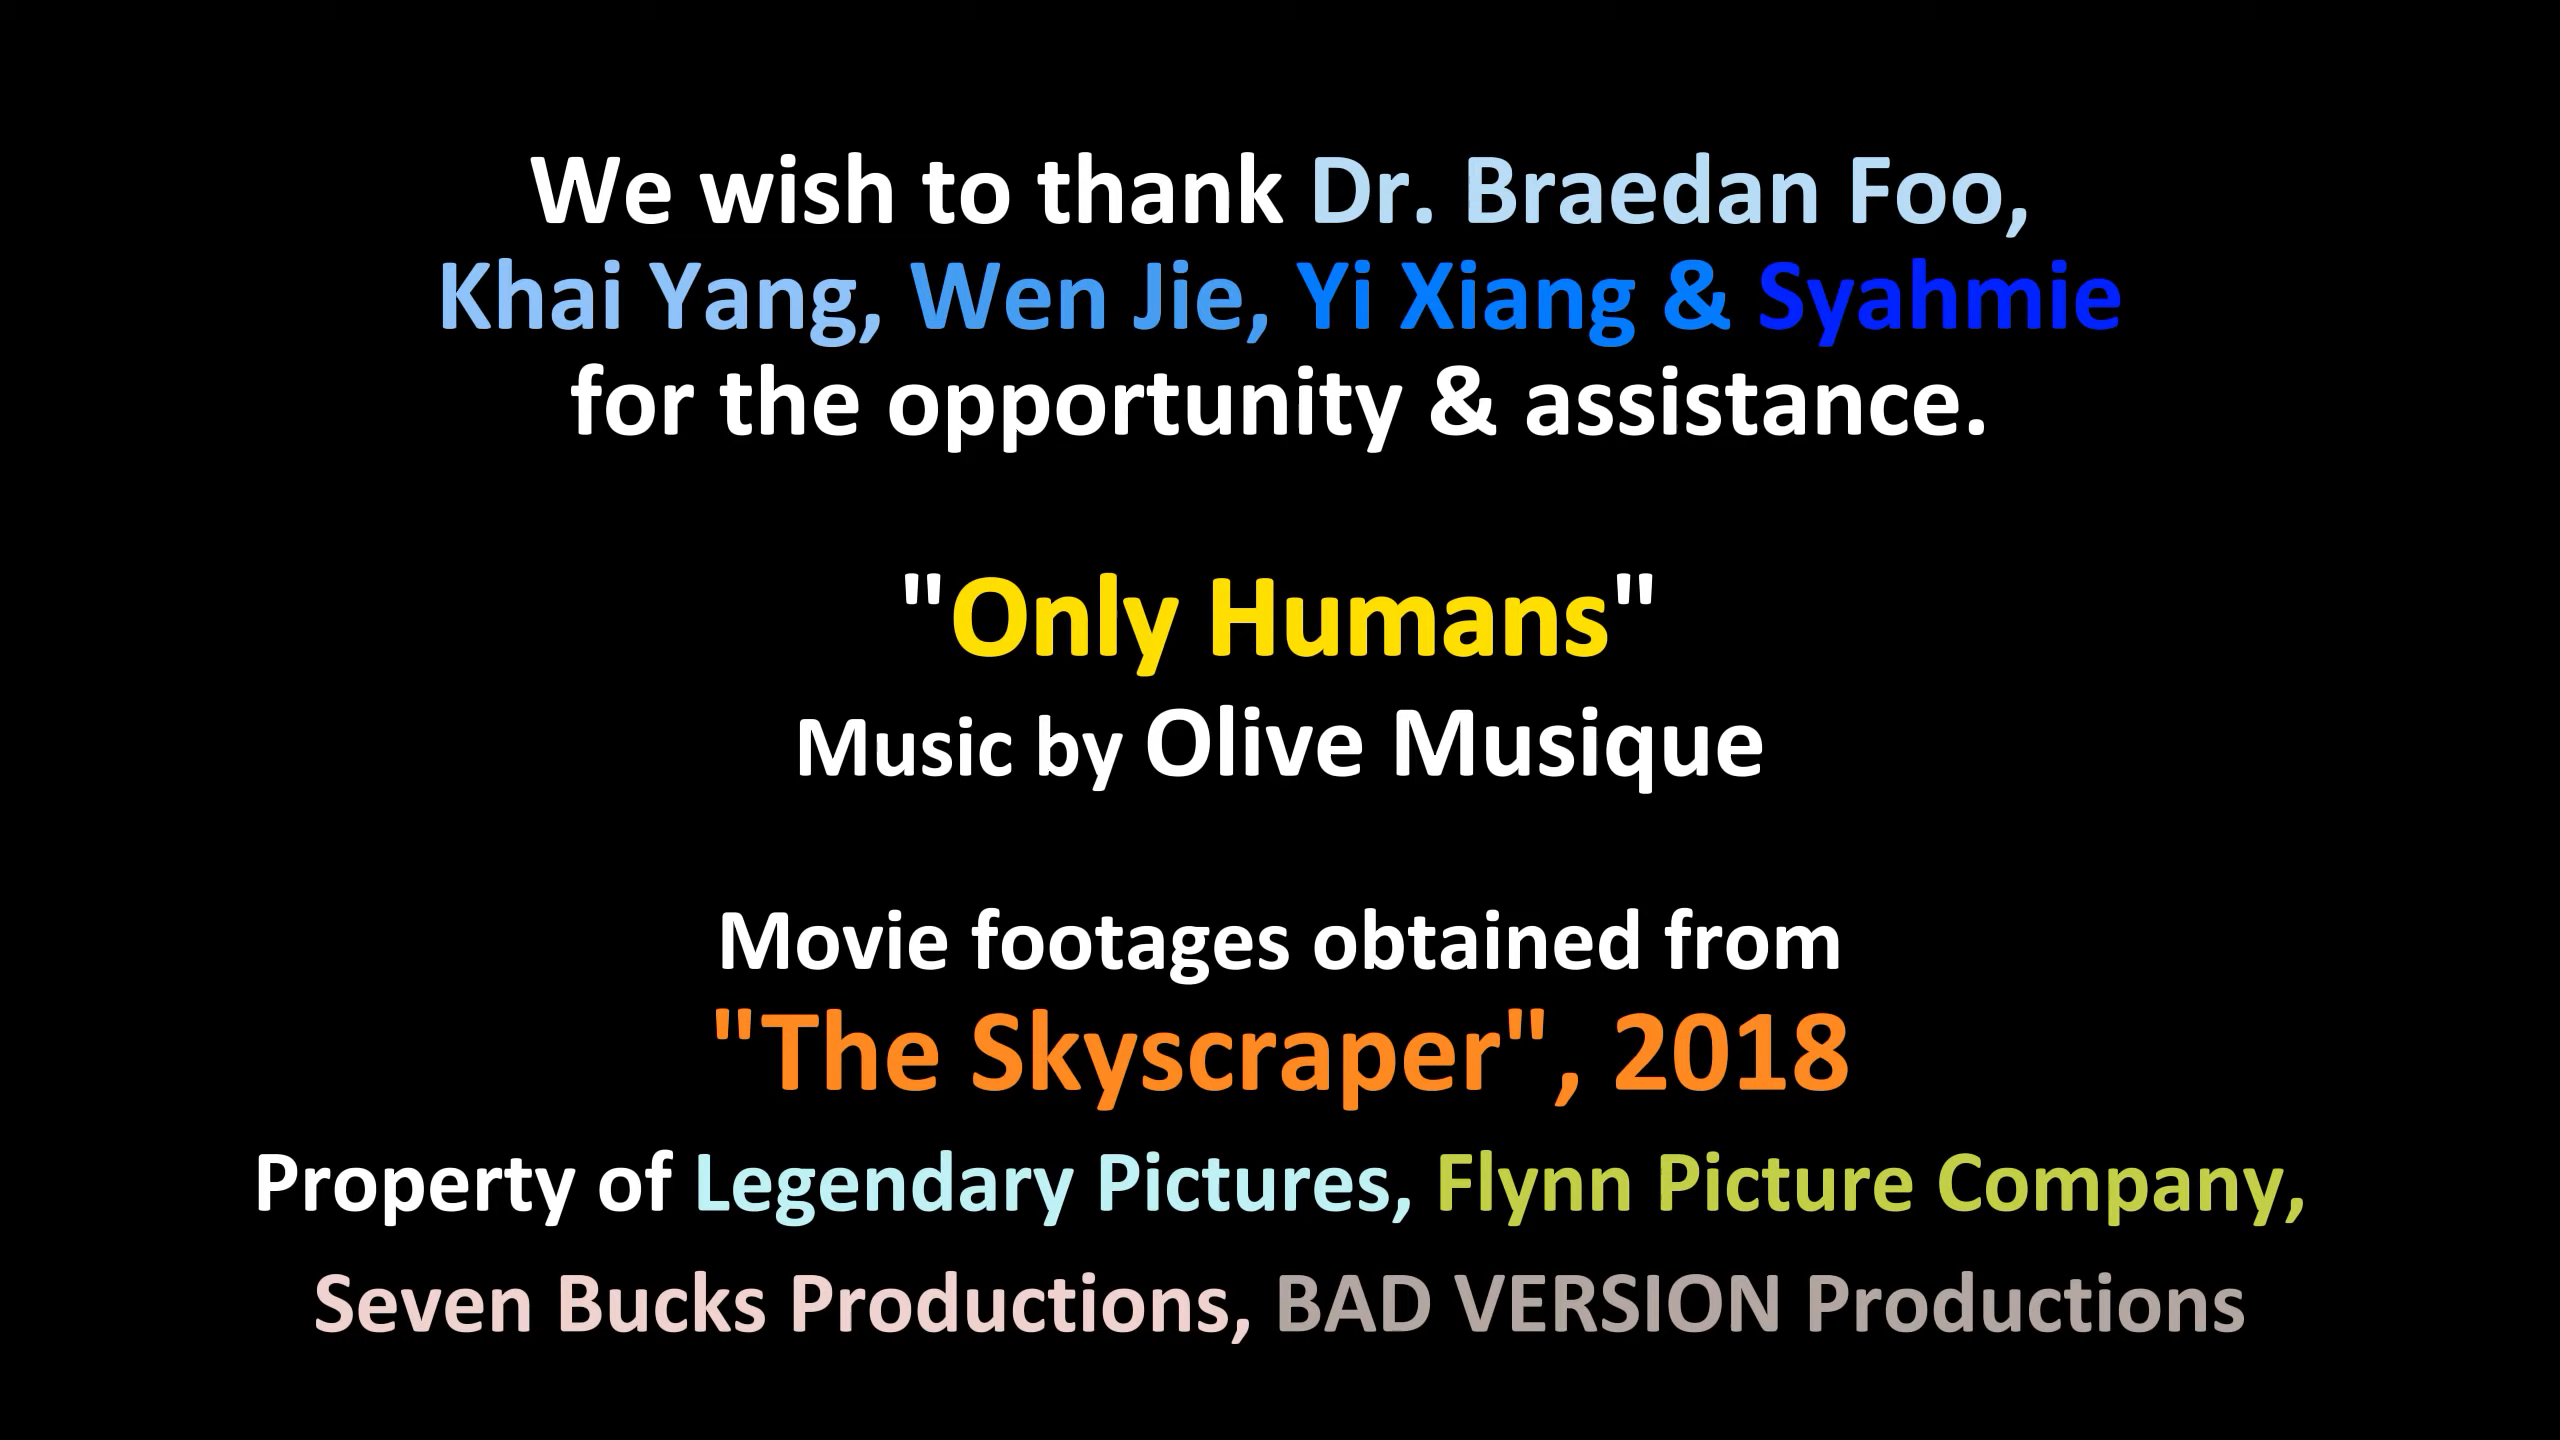 We wish to thank Dr. Braedan Foo,
Khai Yang, Wen Jie, Yi Xiang & Syahmie
for the opportunity & assistance.
"Only Humans"
Music by Olive Musique
Movie footages obtained from
"The Skyscraper", 2018
Property of Legendary Pictures, Flynn Picture Company,
Seven Bucks Productions, BAD VERSION Productions